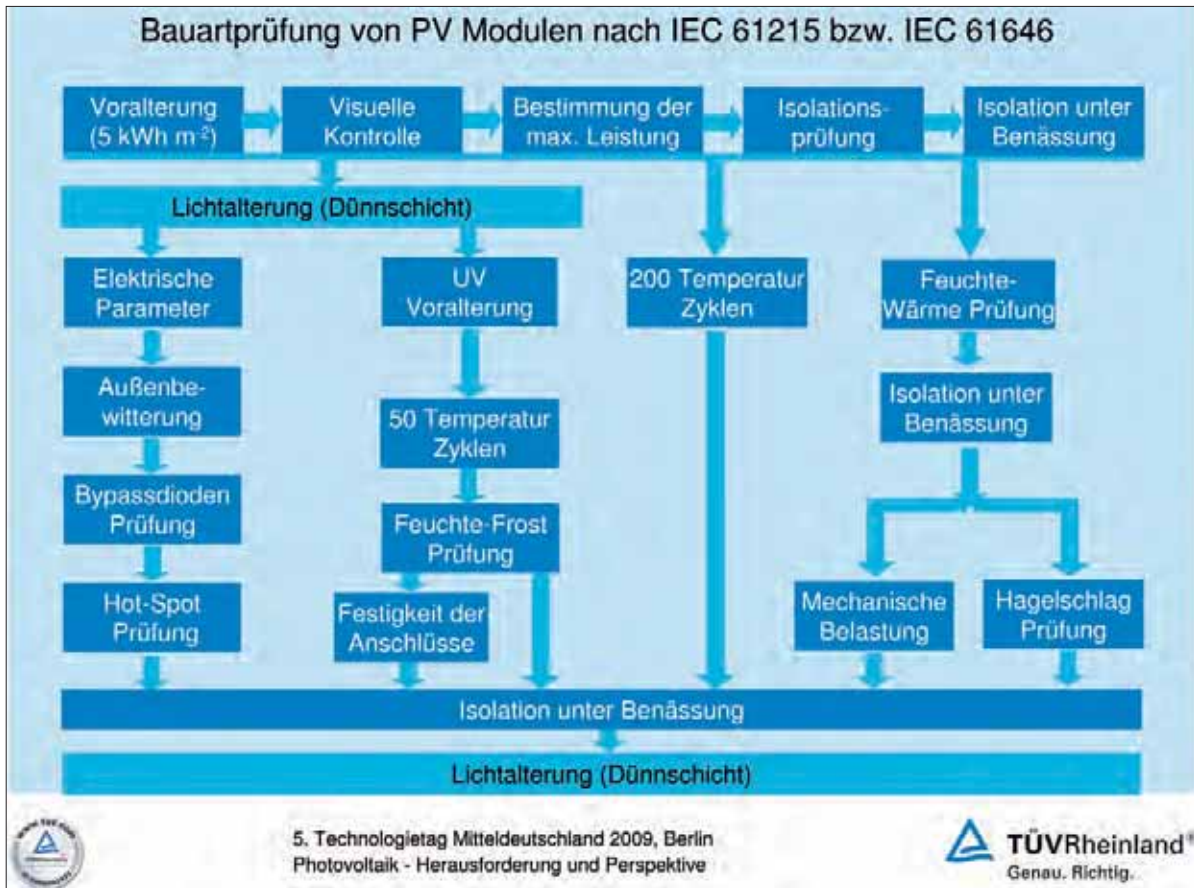 Bauartprüfung von PV Modulen nach IEC 61215 bzw. IEC 61646
Voralterung
(5 kWh m-2)
Visuelle
Kontrolle
Bestimmung der
max. Leistung
Isolations-
prüfung
Isolation unter
Benässung
Lichtalterung (Dünnschicht)
Elektrische
Parameter
UV
Voralterung
200 Temperatur
Zyklen
Feuchte-
Wärme Prüfung
Außenbe-
witterung
50 Temperatur
Zyklen
Isolation unter
Benässung
Bypassdioden
Prüfung
Feuchte-Frost
Prüfung
Hot-Spot
Prüfung
Festigkeit der
Anschlüsse
Mechanische
Belastung
Hagelschlag
Prüfung
Isolation unter Benässung
Lichtalterung (Dünnschicht)
5. Technologietag Mitteldeutschland 2009, Berlin
Photovoltaik - Herausforderung und Perspektive
TÜVRheinland®
Genau. Richtig.